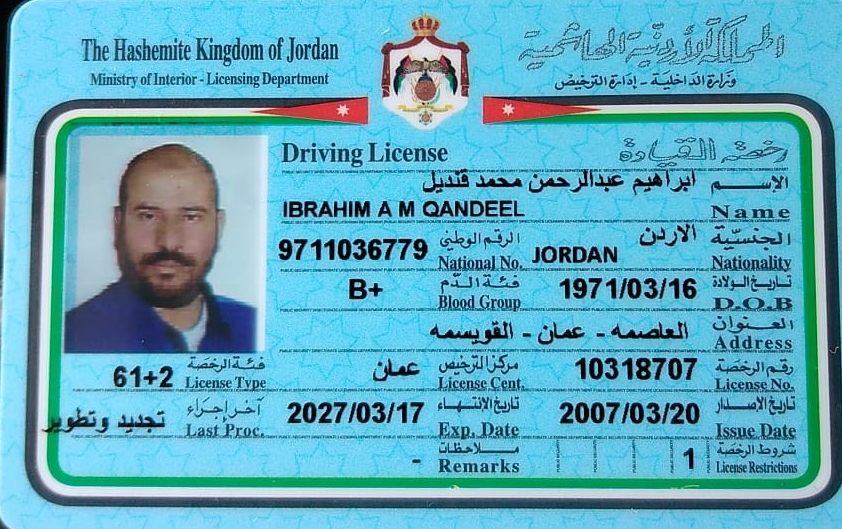 The Hashemite Kingdom of Jordan
المملكة الأردنية الهاشمية
Ministry of Interior - Licensing Department
وزارة الداخلية - إدارة الترخيص
Driving License
رخصة القيادة
الإسم ابراهيم عبدالرحمن محمد قنديل
Name IBRAHIM A M QANDEEL
الجنسية الاردن الرقم الوطني 9711036779
Nationality JORDAN National No.
تاريخ الولادة 1971/03/16 فئة الدم B+
D.O.B Blood Group
العنوان العاصمه - عمان - القويسمه
Address
رقم الرخصة 10318707 مركز الترخيص عمان فئة الرخصة 61+2
License No. License Cent. License Type
تاريخ الإصدار 2007/03/20 تاريخ الإنتهاء 2027/03/17 آخر إجراء تجديد وتطوير
Issue Date Exp. Date Last Proc.
شروط الرخصة 1 ملاحظات -
License Restrictions Remarks